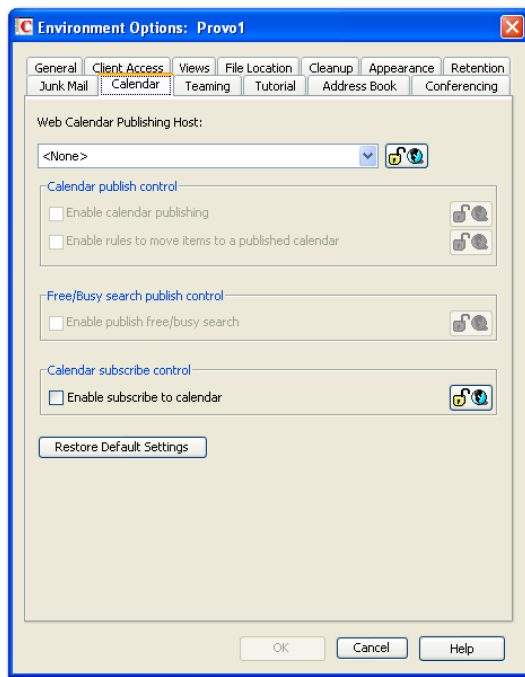 Environment Options: Provo1
General Client Access Views File Location Cleanup Appearance Retention
Junk Mail Calendar Teaming Tutorial Address Book Conferencing
Web Calendar Publishing Host:
<None>
Calendar publish control
Enable calendar publishing
Enable rules to move items to a published calendar
Free/Busy search publish control
Enable publish free/busy search
Calendar subscribe control
Enable subscribe to calendar
Restore Default Settings
OK Cancel Help